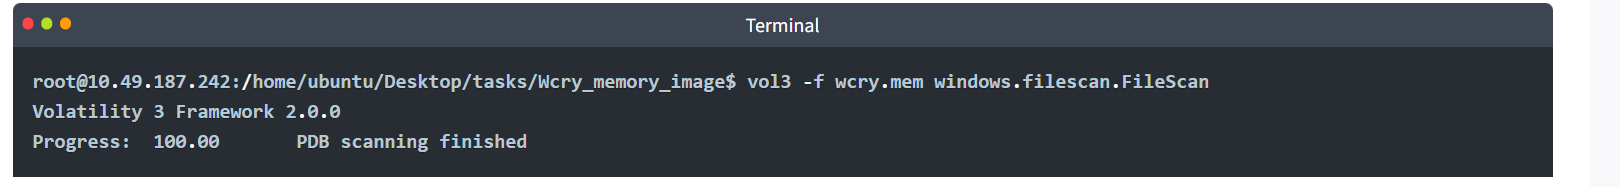 Terminal
root@10.49.187.242:/home/ubuntu/Desktop/tasks/Wcry_memory_image$ vol3 -f wcry.mem windows.filescan.FileScan
Volatility 3 Framework 2.0.0
Progress:  100.00       PDB scanning finished